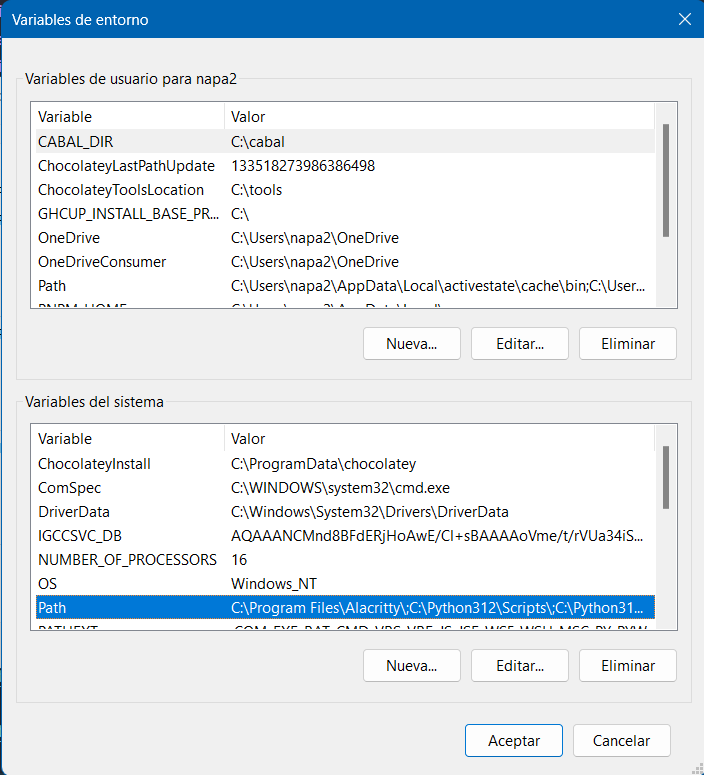 Variables de entorno
Variables de usuario para napa2
Variable Valor
CABAL_DIR C:\cabal
ChocolateyLastPathUpdate 133518273986386498
ChocolateyToolsLocation C:\tools
GHCUP_INSTALL_BASE_PR... C:\
OneDrive C:\Users\napa2\OneDrive
OneDriveConsumer C:\Users\napa2\OneDrive
Path C:\Users\napa2\AppData\Local\activestate\cache\bin;C:\User...
Nueva... Editar... Eliminar
Variables del sistema
Variable Valor
ChocolateyInstall C:\ProgramData\chocolatey
ComSpec C:\WINDOWS\system32\cmd.exe
DriverData C:\Windows\System32\Drivers\DriverData
IGCCSVC_DB AQAAANCMnd8BFdERjHoAwE/Cl+sBAAAAoVme/t/rVUa34iS...
NUMBER_OF_PROCESSORS 16
OS Windows_NT
Path C:\Program Files\Alacritty\;C:\Python312\Scripts\;C:\Python31...
Nueva... Editar... Eliminar
Aceptar Cancelar